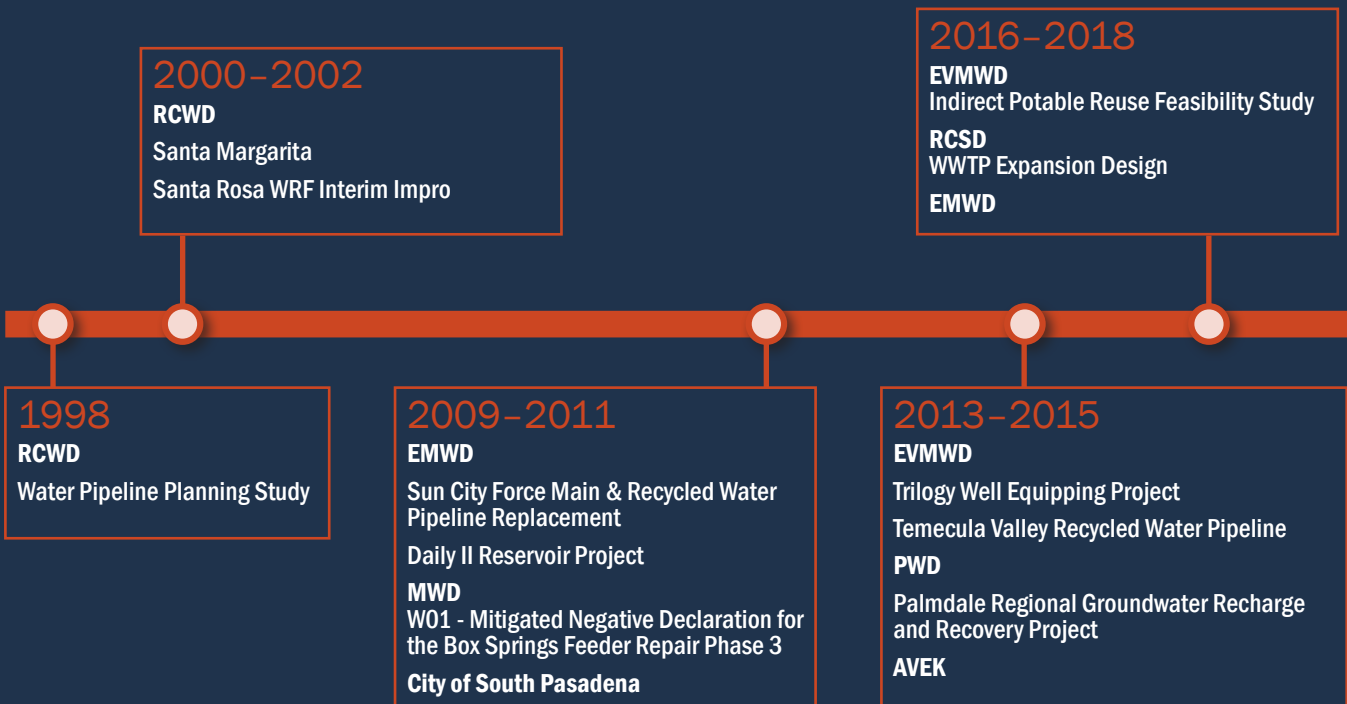 2000–2002
RCWD
Santa Margarita
Santa Rosa WRF Interim Impro
2016–2018
EVMWD
Indirect Potable Reuse Feasibility Study
RCSD
WWTP Expansion Design
EMWD
1998
RCWD
Water Pipeline Planning Study
2009–2011
EMWD
Sun City Force Main & Recycled Water
Pipeline Replacement
Daily II Reservoir Project
MWD
W01 - Mitigated Negative Declaration for
the Box Springs Feeder Repair Phase 3
City of South Pasadena
2013–2015
EVMWD
Trilogy Well Equipping Project
Temecula Valley Recycled Water Pipeline
PWD
Palmdale Regional Groundwater Recharge
and Recovery Project
AVEK